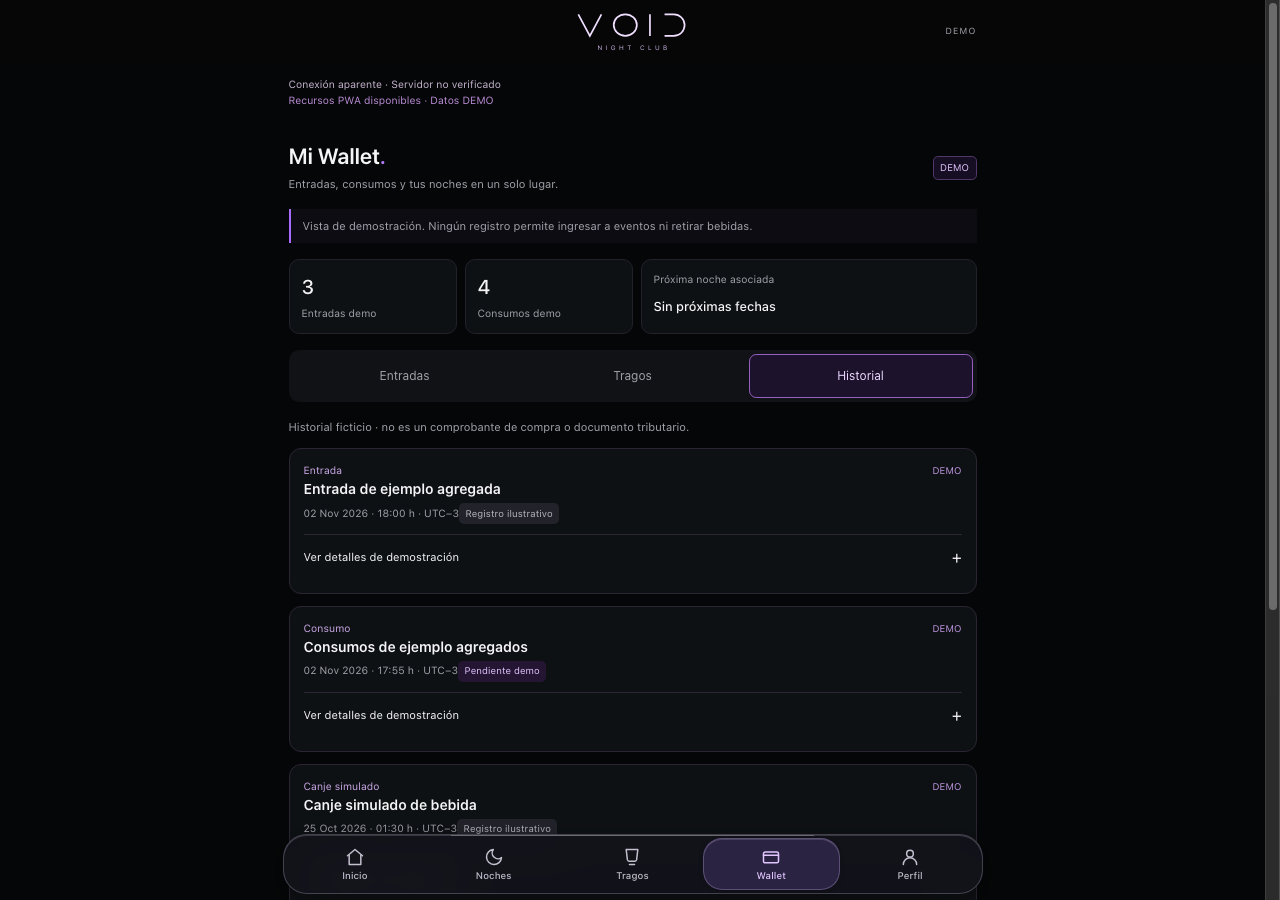 VOID
NIGHT CLUB
DEMO
Conexión aparente · Servidor no verificado
Recursos PWA disponibles · Datos DEMO
Mi Wallet.
DEMO
Entradas, consumos y tus noches en un solo lugar.
Vista de demostración. Ningún registro permite ingresar a eventos ni retirar bebidas.
3
Entradas demo
4
Consumos demo
Próxima noche asociada
Sin próximas fechas
Entradas
Tragos
Historial
Historial ficticio · no es un comprobante de compra o documento tributario.
Entrada
DEMO
Entrada de ejemplo agregada
02 Nov 2026 · 18:00 h · UTC−3 Registro ilustrativo
Ver detalles de demostración +
Consumo
DEMO
Consumos de ejemplo agregados
02 Nov 2026 · 17:55 h · UTC−3 Pendiente demo
Ver detalles de demostración +
Canje simulado
DEMO
Canje simulado de bebida
25 Oct 2026 · 01:30 h · UTC−3 Registro ilustrativo
Inicio
Noches
Tragos
Wallet
Perfil